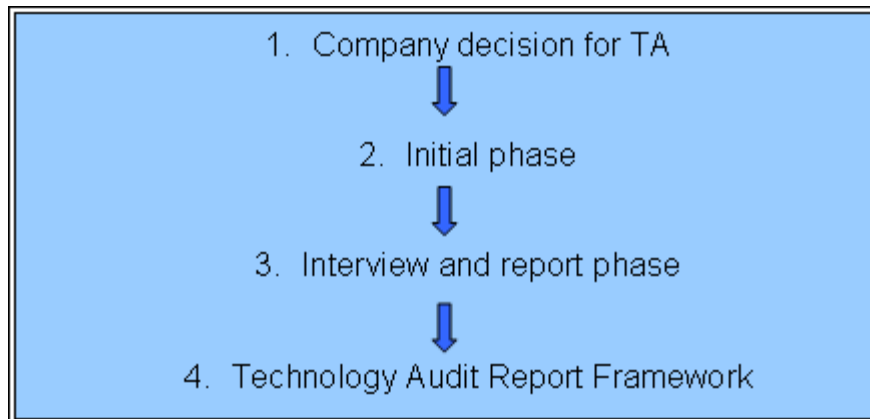 1. Company decision for TA
2. Initial phase
3. Interview and report phase
4. Technology Audit Report Framework